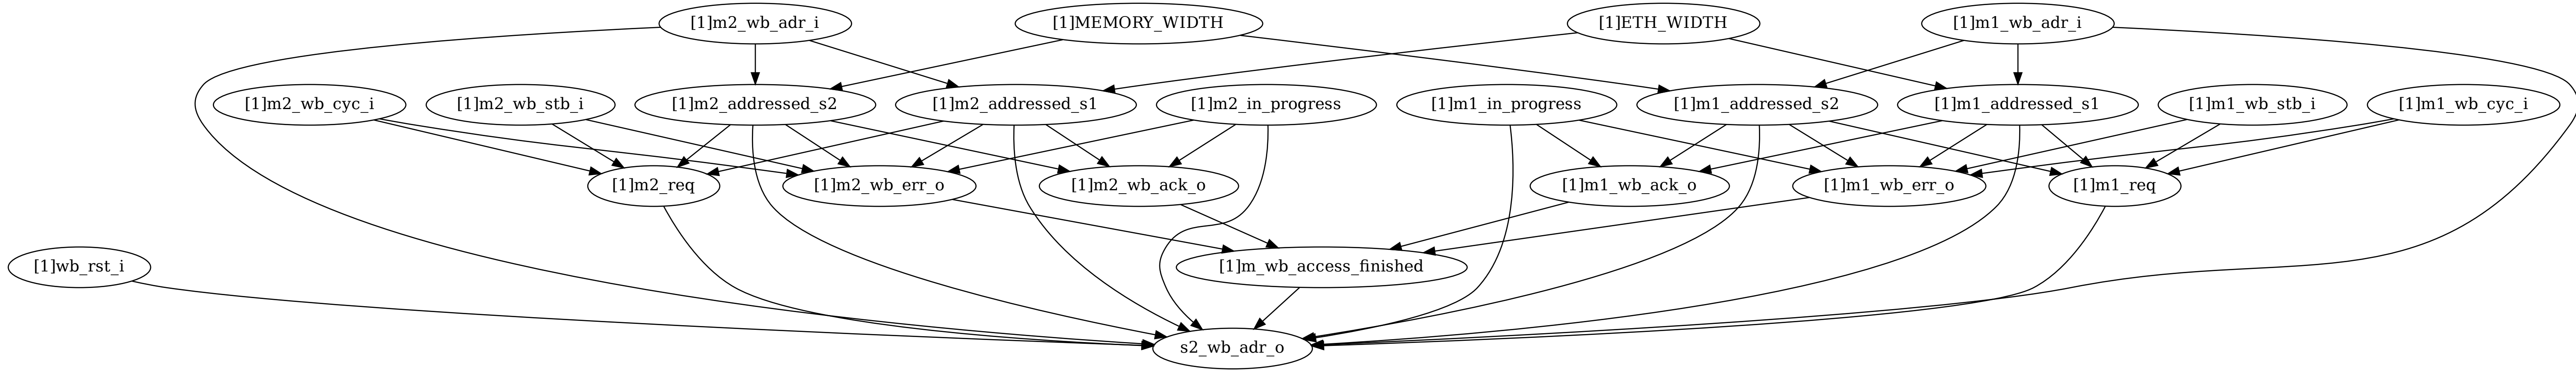 [1]m2_wb_adr_i
[1]MEMORY_WIDTH
[1]ETH_WIDTH
[1]m1_wb_adr_i
[1]m2_wb_cyc_i
[1]m2_wb_stb_i
[1]m2_addressed_s2
[1]m2_addressed_s1
[1]m2_in_progress
[1]m1_in_progress
[1]m1_addressed_s2
[1]m1_addressed_s1
[1]m1_wb_stb_i
[1]m1_wb_cyc_i
[1]m2_req
[1]m2_wb_err_o
[1]m2_wb_ack_o
[1]m1_wb_ack_o
[1]m1_wb_err_o
[1]m1_req
[1]wb_rst_i
[1]m_wb_access_finished
s2_wb_adr_o